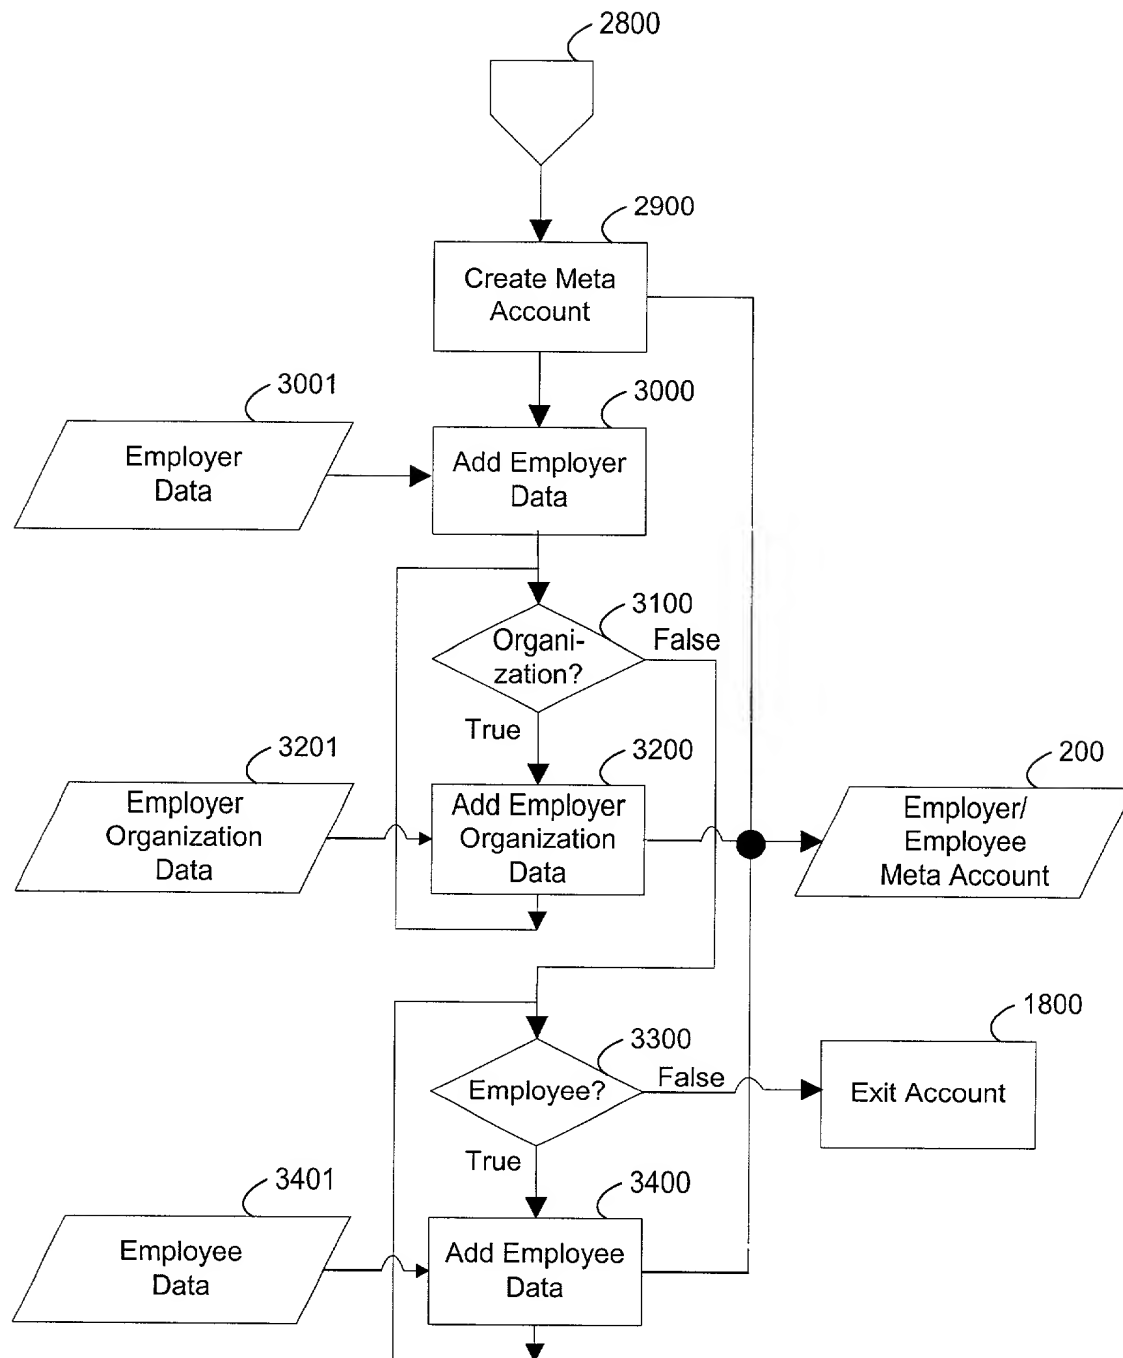 2800
2900
Create Meta
Account
3001
3000
Employer
Data
Add Employer
Data
3100
Organi-
zation?
False
True
3201
3200
200
Employer
Organization
Data
Add Employer
Organization
Data
Employer/
Employee
Meta Account
1800
3300
Employee?
False
Exit Account
True
3401
3400
Employee
Data
Add Employee
Data